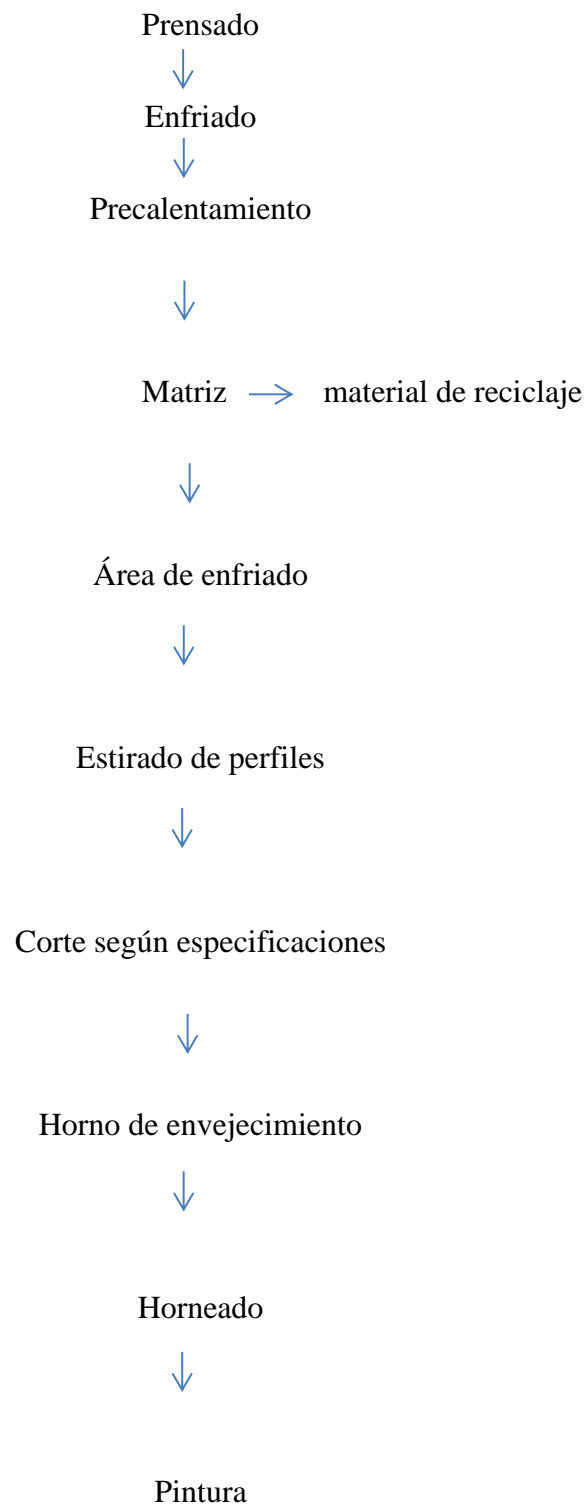 Prensado
Enfriado
Precalentamiento
Matriz material de reciclaje
Área de enfriado
Estirado de perfiles
Corte según especificaciones
Horno de envejecimiento
Horneado
Pintura